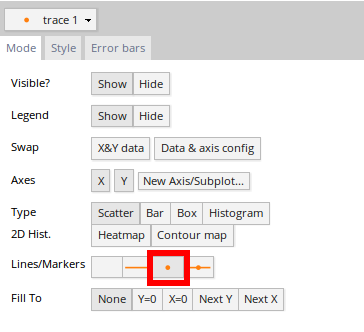 trace 1
Mode Style Error bars
Visible? Show Hide
Legend Show Hide
Swap X&Y data Data & axis config
Axes X Y New Axis/Subplot...
Type Scatter Bar Box Histogram
2D Hist. Heatmap Contour map
Lines/Markers
Fill To None Y=0 X=0 Next Y Next X